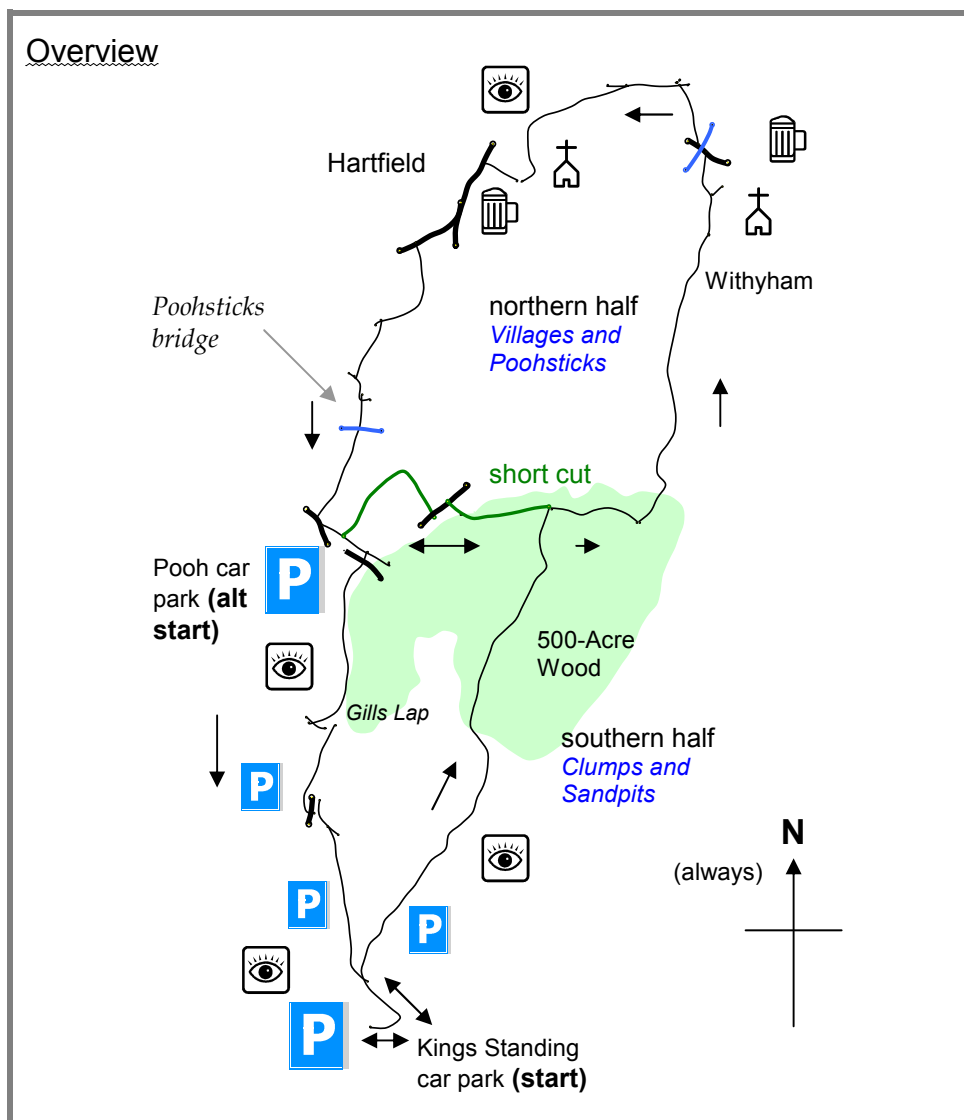 Overview
Hartfield
Withyham
Poohsticks
bridge
northern half
Villages and
Poohsticks
short cut
P
Pooh car
park (alt
start)
500-Acre
Wood
Gills Lap
southern half
Clumps and
Sandpits
P
N
(always)
P
P
P
Kings Standing
car park (start)